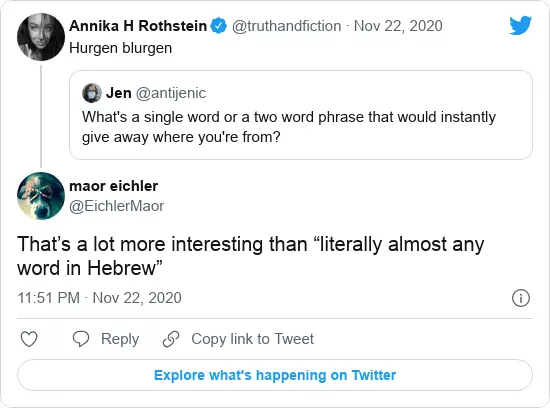 Annika H Rothstein @truthandfiction · Nov 22, 2020
Hurgen blurgen
Jen @antijenic
What's a single word or a two word phrase that would instantly
give away where you're from?
maor eichler
@EichlerMaor
That’s a lot more interesting than “literally almost any
word in Hebrew”
11:51 PM · Nov 22, 2020
Reply Copy link to Tweet
Explore what's happening on Twitter